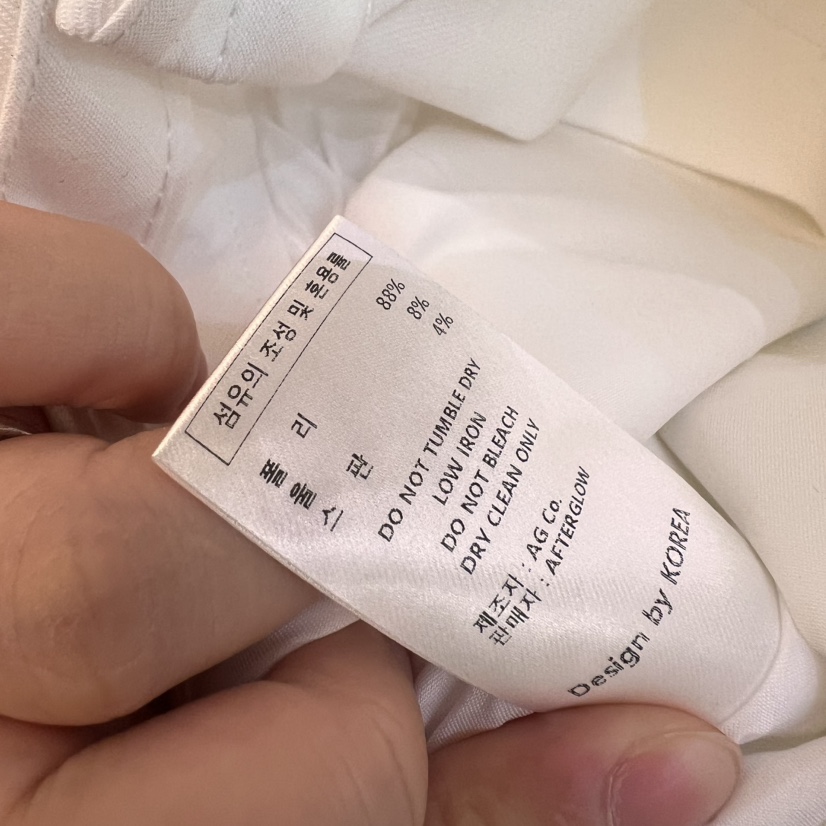 섬유의 조성 및 혼용률
폴 리 88%
울 8%
스 판 4%
DO NOT TUMBLE DRY
LOW IRON
DO NOT BLEACH
DRY CLEAN ONLY
제조자 : AG Co.
판매자 : AFTERGLOW
Design by KOREA